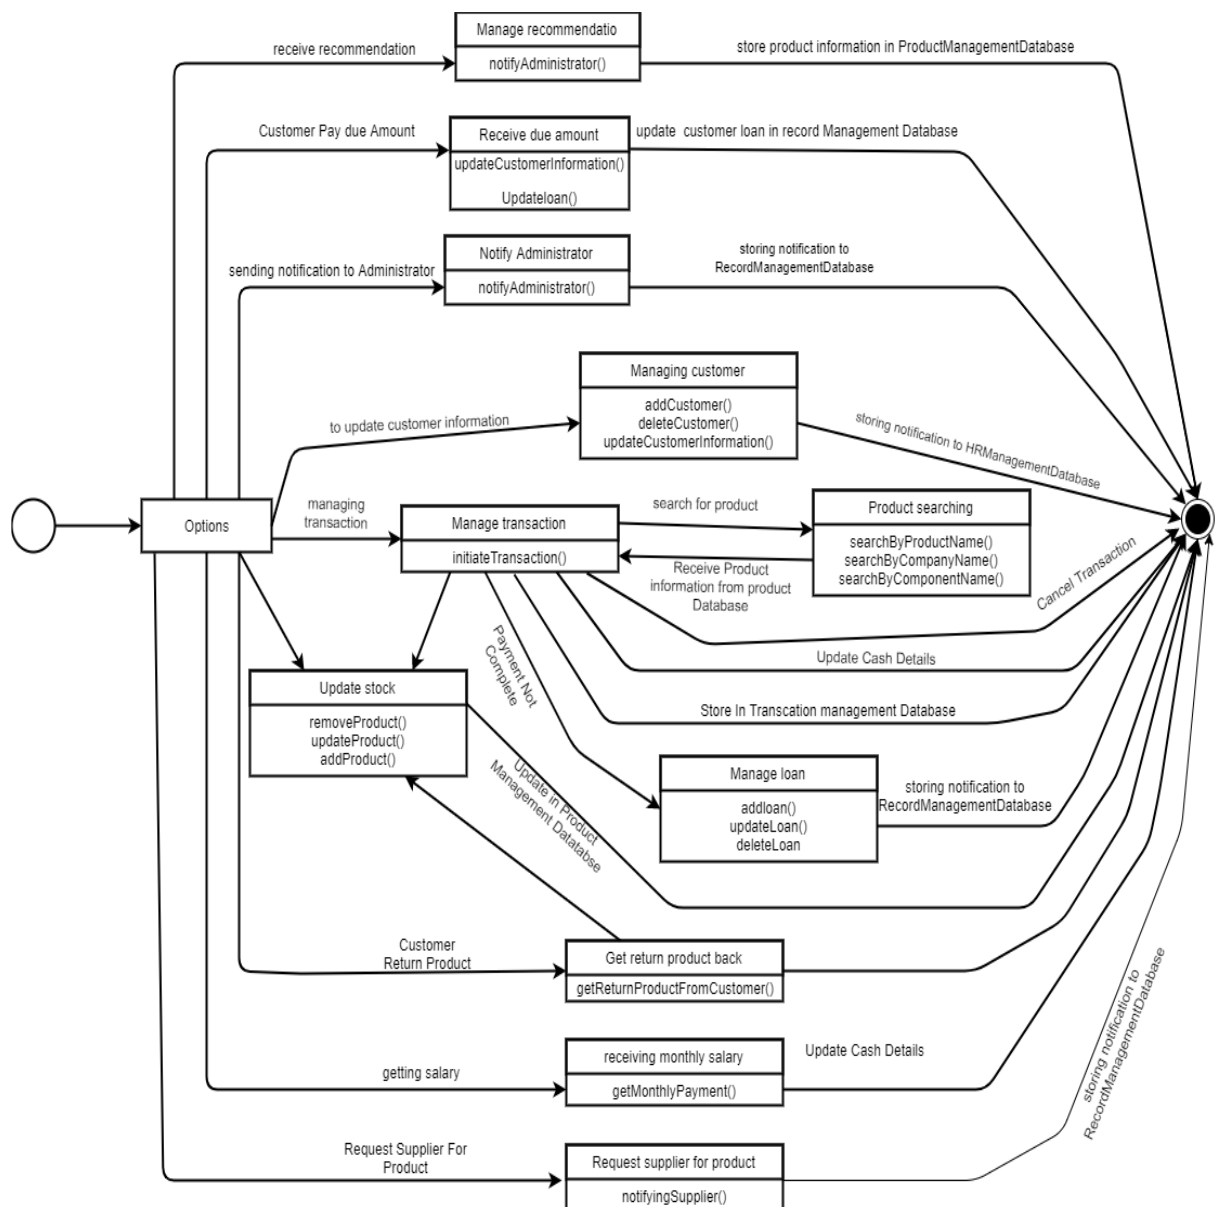 Manage recommendatio
notifyAdministrator()
receive recommendation
store product information in ProductManagementDatabase
Customer Pay due Amount
Receive due amount
updateCustomerInformation()
Updateloan()
update customer loan in record Management Database
sending notification to Administrator
Notify Administrator
notifyAdministrator()
storing notification to
RecordManagementDatabase
Managing customer
addCustomer()
deleteCustomer()
updateCustomerInformation()
to update customer information
storing notification to HRManagementDatabase
Options
managing
transaction
Manage transaction
initiateTransaction()
search for product
Receive Product
information from product
Database
Product searching
searchByProductName()
searchByCompanyName()
searchByComponentName()
Cancel Transaction
Update Cash Details
Store In Transcation management Database
Payment Not
Complete
Update stock
removeProduct()
updateProduct()
addProduct()
Update in Product
Management Datatabse
Manage loan
addloan()
updateLoan()
deleteLoan
storing notification to
RecordManagementDatabase
Customer
Return Product
Get return product back
getReturnProductFromCustomer()
getting salary
receiving monthly salary
getMonthlyPayment()
Update Cash Details
storing notification to
RecordManagementDatabase
Request Supplier For
Product
Request supplier for product
notifyingSupplier()